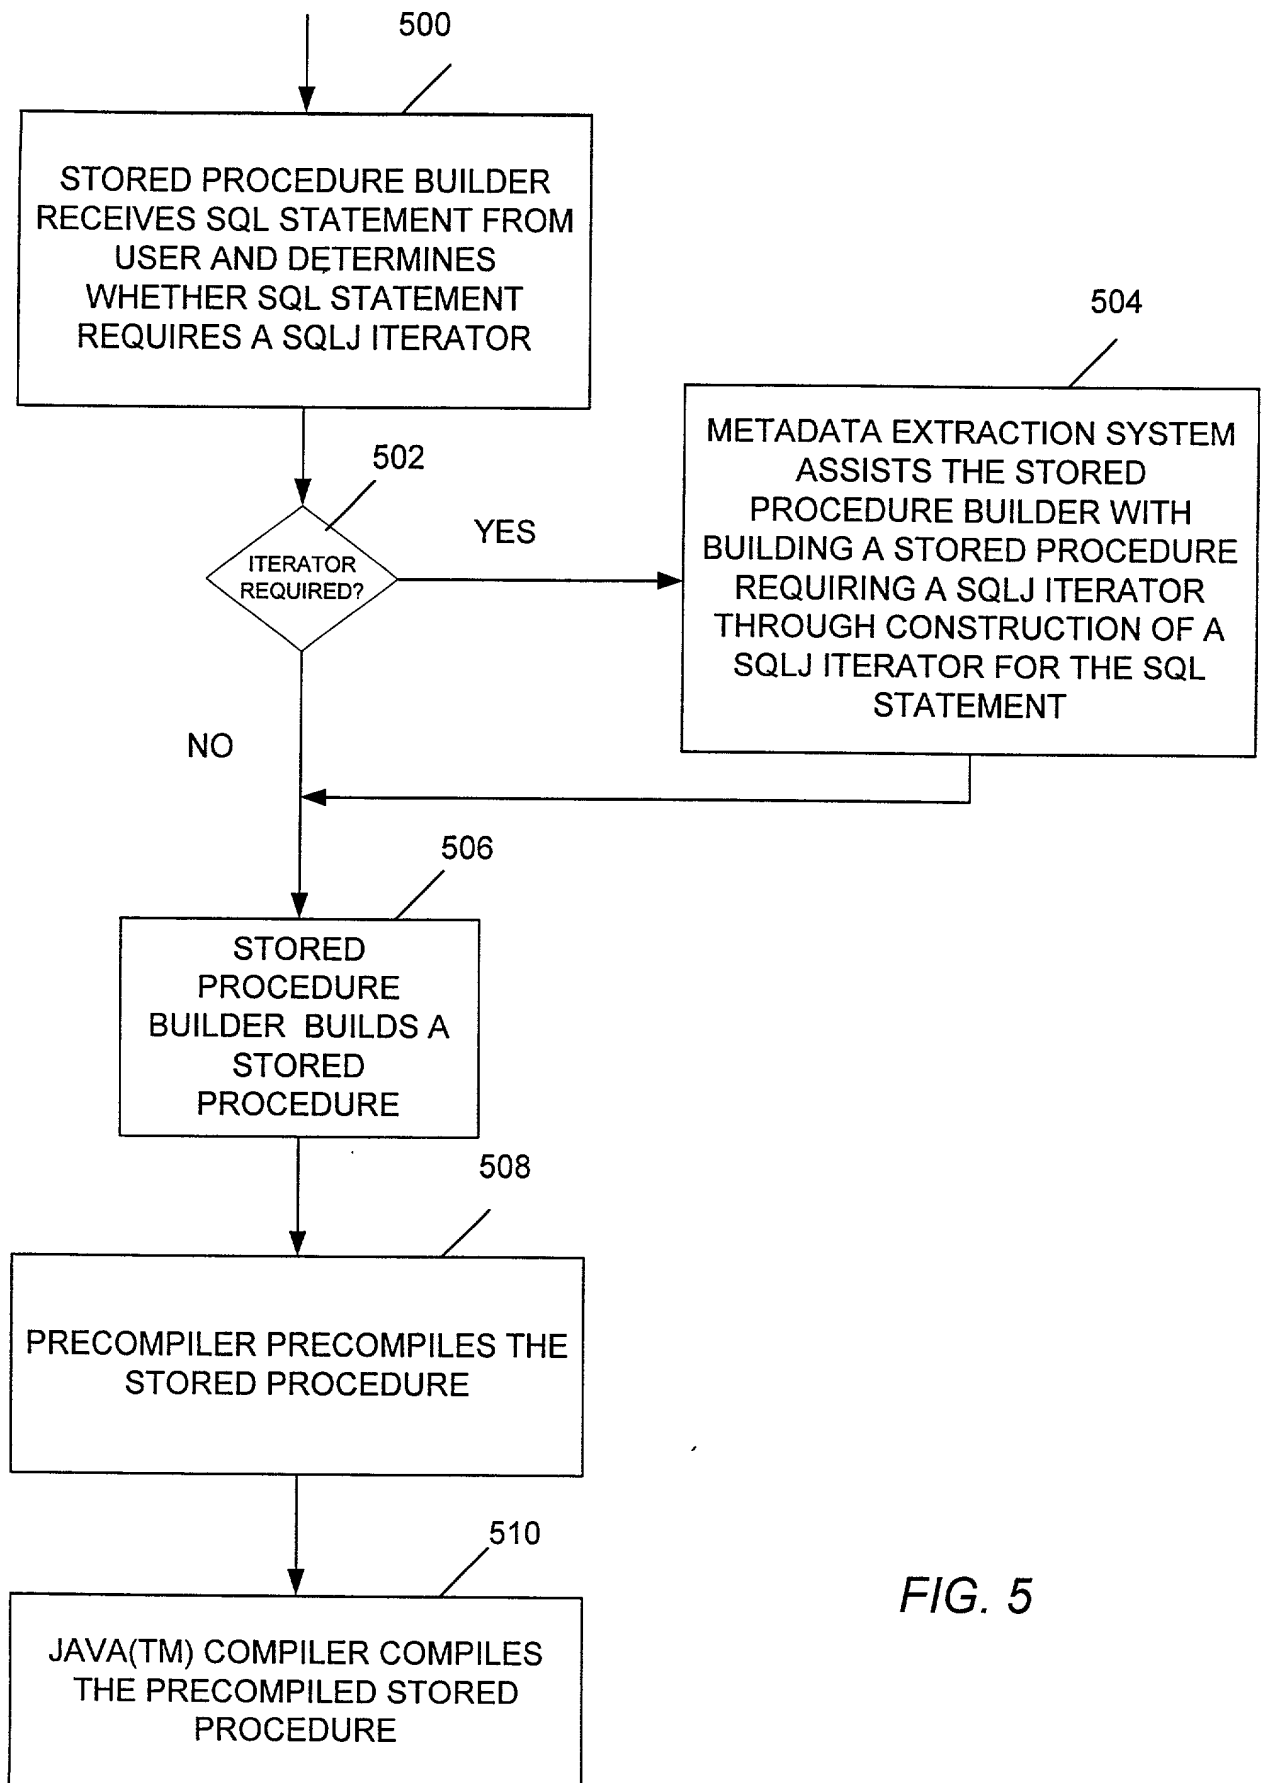 500
STORED PROCEDURE BUILDER
RECEIVES SQL STATEMENT FROM
USER AND DETERMINES
WHETHER SQL STATEMENT
REQUIRES A SQLJ ITERATOR
504
METADATA EXTRACTION SYSTEM
ASSISTS THE STORED
PROCEDURE BUILDER WITH
BUILDING A STORED PROCEDURE
REQUIRING A SQLJ ITERATOR
THROUGH CONSTRUCTION OF A
SQLJ ITERATOR FOR THE SQL
STATEMENT
502
ITERATOR
REQUIRED?
YES
NO
506
STORED
PROCEDURE
BUILDER BUILDS A
STORED
PROCEDURE
508
PRECOMPILER PRECOMPILES THE
STORED PROCEDURE
510
JAVA(TM) COMPILER COMPILES
THE PRECOMPILED STORED
PROCEDURE
FIG. 5